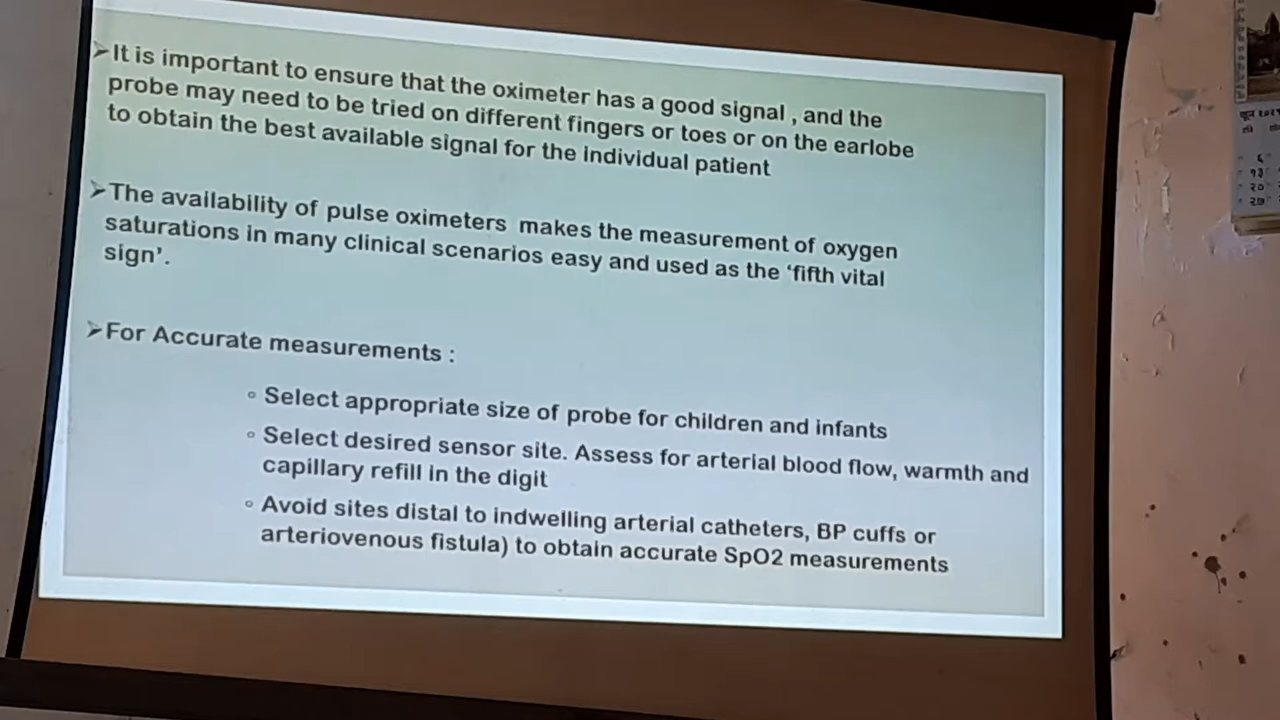 ➢It is important to ensure that the oximeter has a good signal , and the
probe may need to be tried on different fingers or toes or on the earlobe
to obtain the best available signal for the individual patient
➢The availability of pulse oximeters makes the measurement of oxygen
saturations in many clinical scenarios easy and used as the ‘fifth vital
sign’.
➢For Accurate measurements :
◦ Select appropriate size of probe for children and infants
◦ Select desired sensor site. Assess for arterial blood flow, warmth and
capillary refill in the digit
◦ Avoid sites distal to indwelling arterial catheters, BP cuffs or
arteriovenous fistula) to obtain accurate SpO2 measurements
६
१३
२०
२७